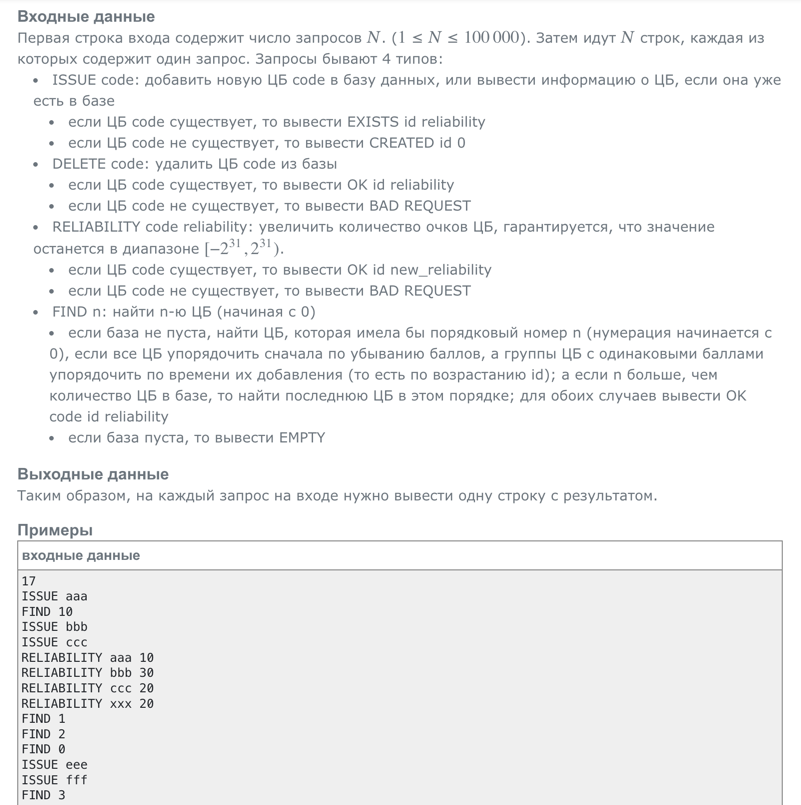 Входные данные
Первая строка входа содержит число запросов N. (1 ≤ N ≤ 100 000). Затем идут N строк, каждая из
которых содержит один запрос. Запросы бывают 4 типов:
• ISSUE code: добавить новую ЦБ code в базу данных, или вывести информацию о ЦБ, если она уже
есть в базе
• если ЦБ code существует, то вывести EXISTS id reliability
• если ЦБ code не существует, то вывести CREATED id 0
• DELETE code: удалить ЦБ code из базы
• если ЦБ code существует, то вывести OK id reliability
• если ЦБ code не существует, то вывести BAD REQUEST
• RELIABILITY code reliability: увеличить количество очков ЦБ, гарантируется, что значение
останется в диапазоне [−2³¹, 2³¹).
• если ЦБ code существует, то вывести OK id new_reliability
• если ЦБ code не существует, то вывести BAD REQUEST
• FIND n: найти n-ю ЦБ (начиная с 0)
• если база не пуста, найти ЦБ, которая имела бы порядковый номер n (нумерация начинается с
0), если все ЦБ упорядочить сначала по убыванию баллов, а группы ЦБ с одинаковыми баллами
упорядочить по времени их добавления (то есть по возрастанию id); а если n больше, чем
количество ЦБ в базе, то найти последнюю ЦБ в этом порядке; для обоих случаев вывести OK
code id reliability
• если база пуста, то вывести EMPTY
Выходные данные
Таким образом, на каждый запрос на входе нужно вывести одну строку с результатом.
Примеры
входные данные
17
ISSUE aaa
FIND 10
ISSUE bbb
ISSUE ccc
RELIABILITY aaa 10
RELIABILITY bbb 30
RELIABILITY ccc 20
RELIABILITY xxx 20
FIND 1
FIND 2
FIND 0
ISSUE eee
ISSUE fff
FIND 3